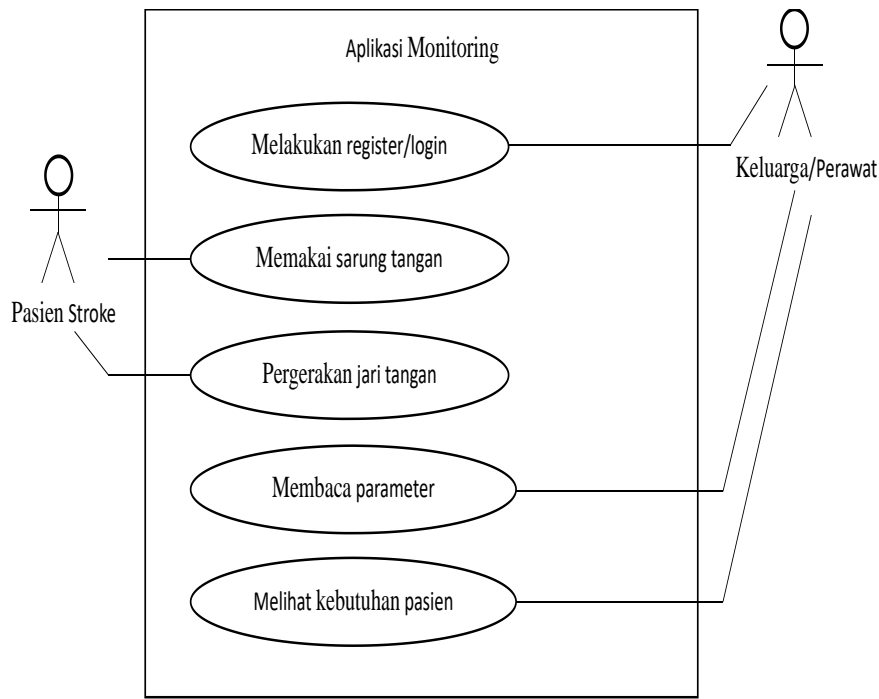 Aplikasi Monitoring
Melakukan register/login
Keluarga/Perawat
Memakai sarung tangan
Pasien Stroke
Pergerakan jari tangan
Membaca parameter
Melihat kebutuhan pasien